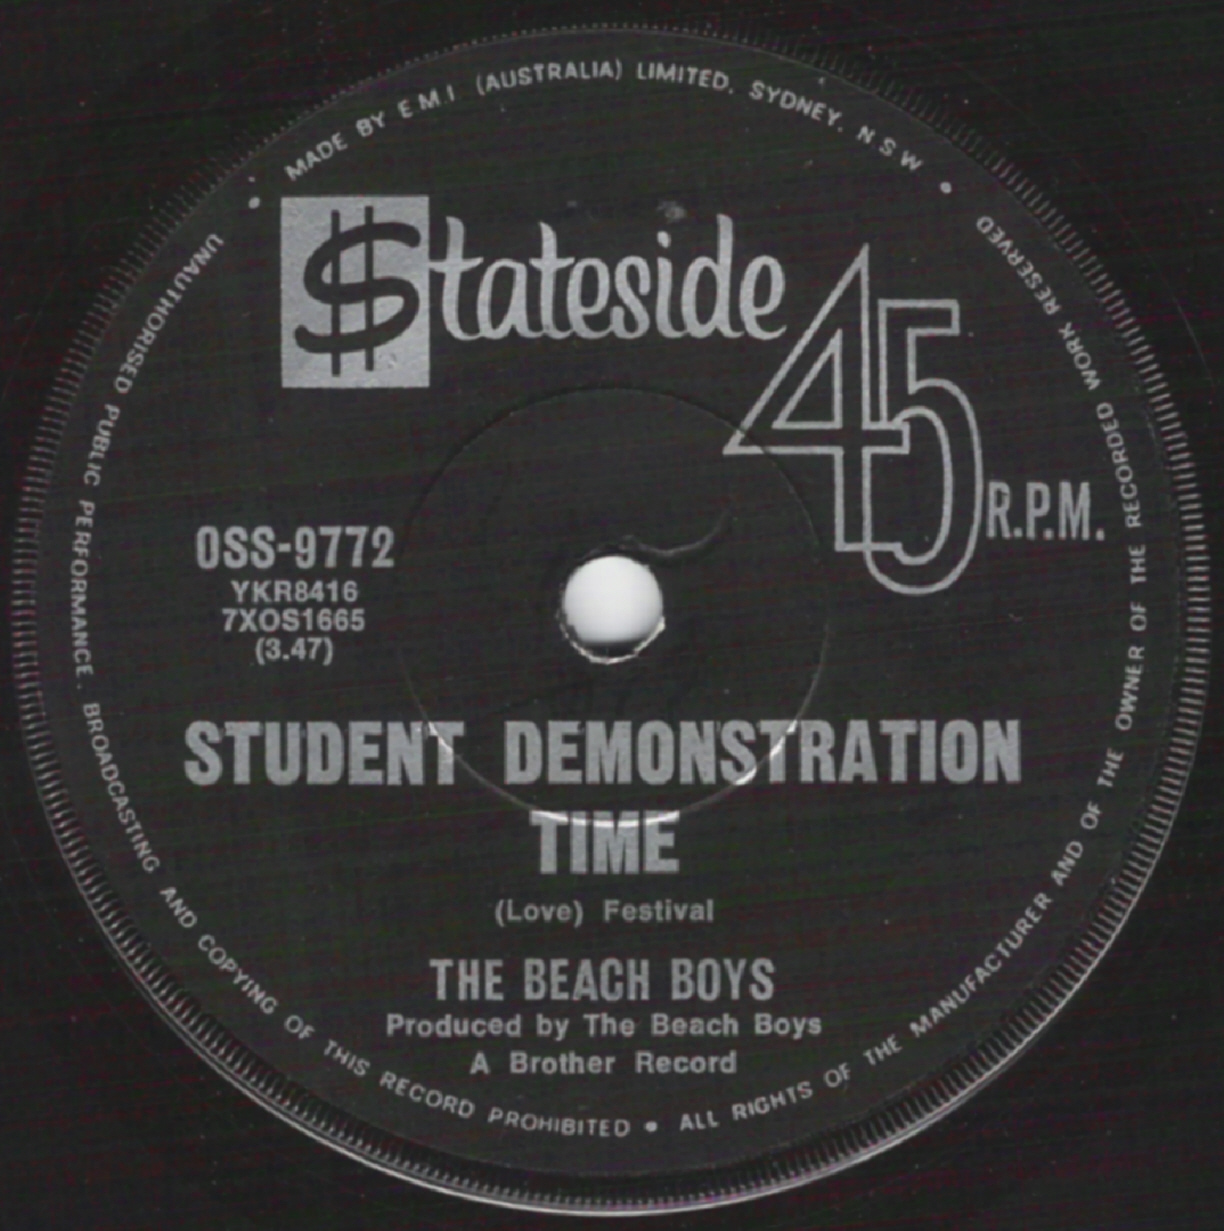 MADE BY E M I (AUSTRALIA) LIMITED. SYDNEY. N S W
$tateside
45 R.P.M.
OSS-9772
YKR8416
7XOS1665
(3.47)
STUDENT DEMONSTRATION
TIME
(Love) Festival
THE BEACH BOYS
Produced by The Beach Boys
A Brother Record
UNAUTHORISED PUBLIC PERFORMANCE. BROADCASTING AND COPYING OF THIS RECORD PROHIBITED • ALL RIGHTS OF THE MANUFACTURER AND OF THE OWNER OF THE RECORDED WORK RESERVED